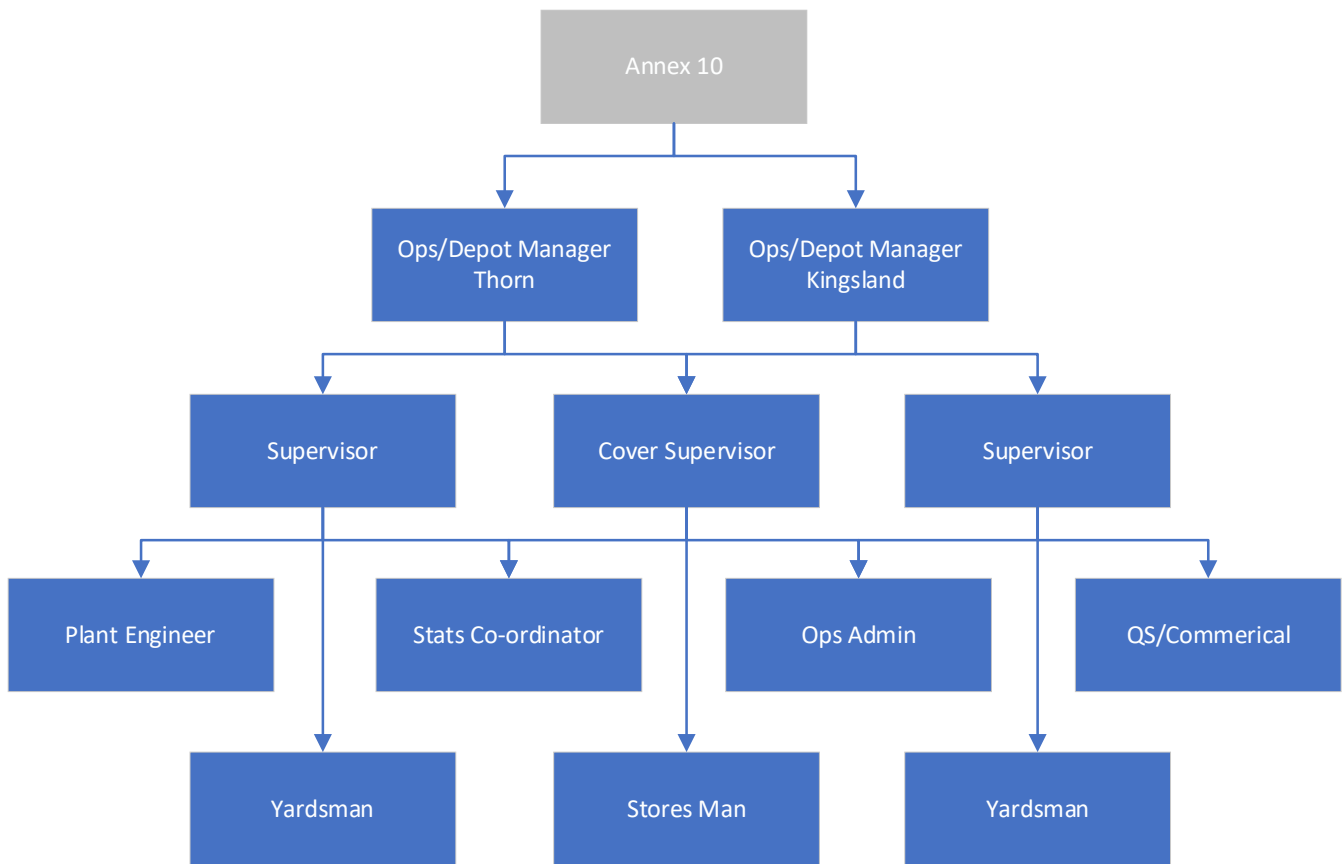 Annex 10
Ops/Depot Manager
Thorn
Ops/Depot Manager
Kingsland
Supervisor
Cover Supervisor
Supervisor
Plant Engineer
Stats Co-ordinator
Ops Admin
QS/Commerical
Yardsman
Stores Man
Yardsman